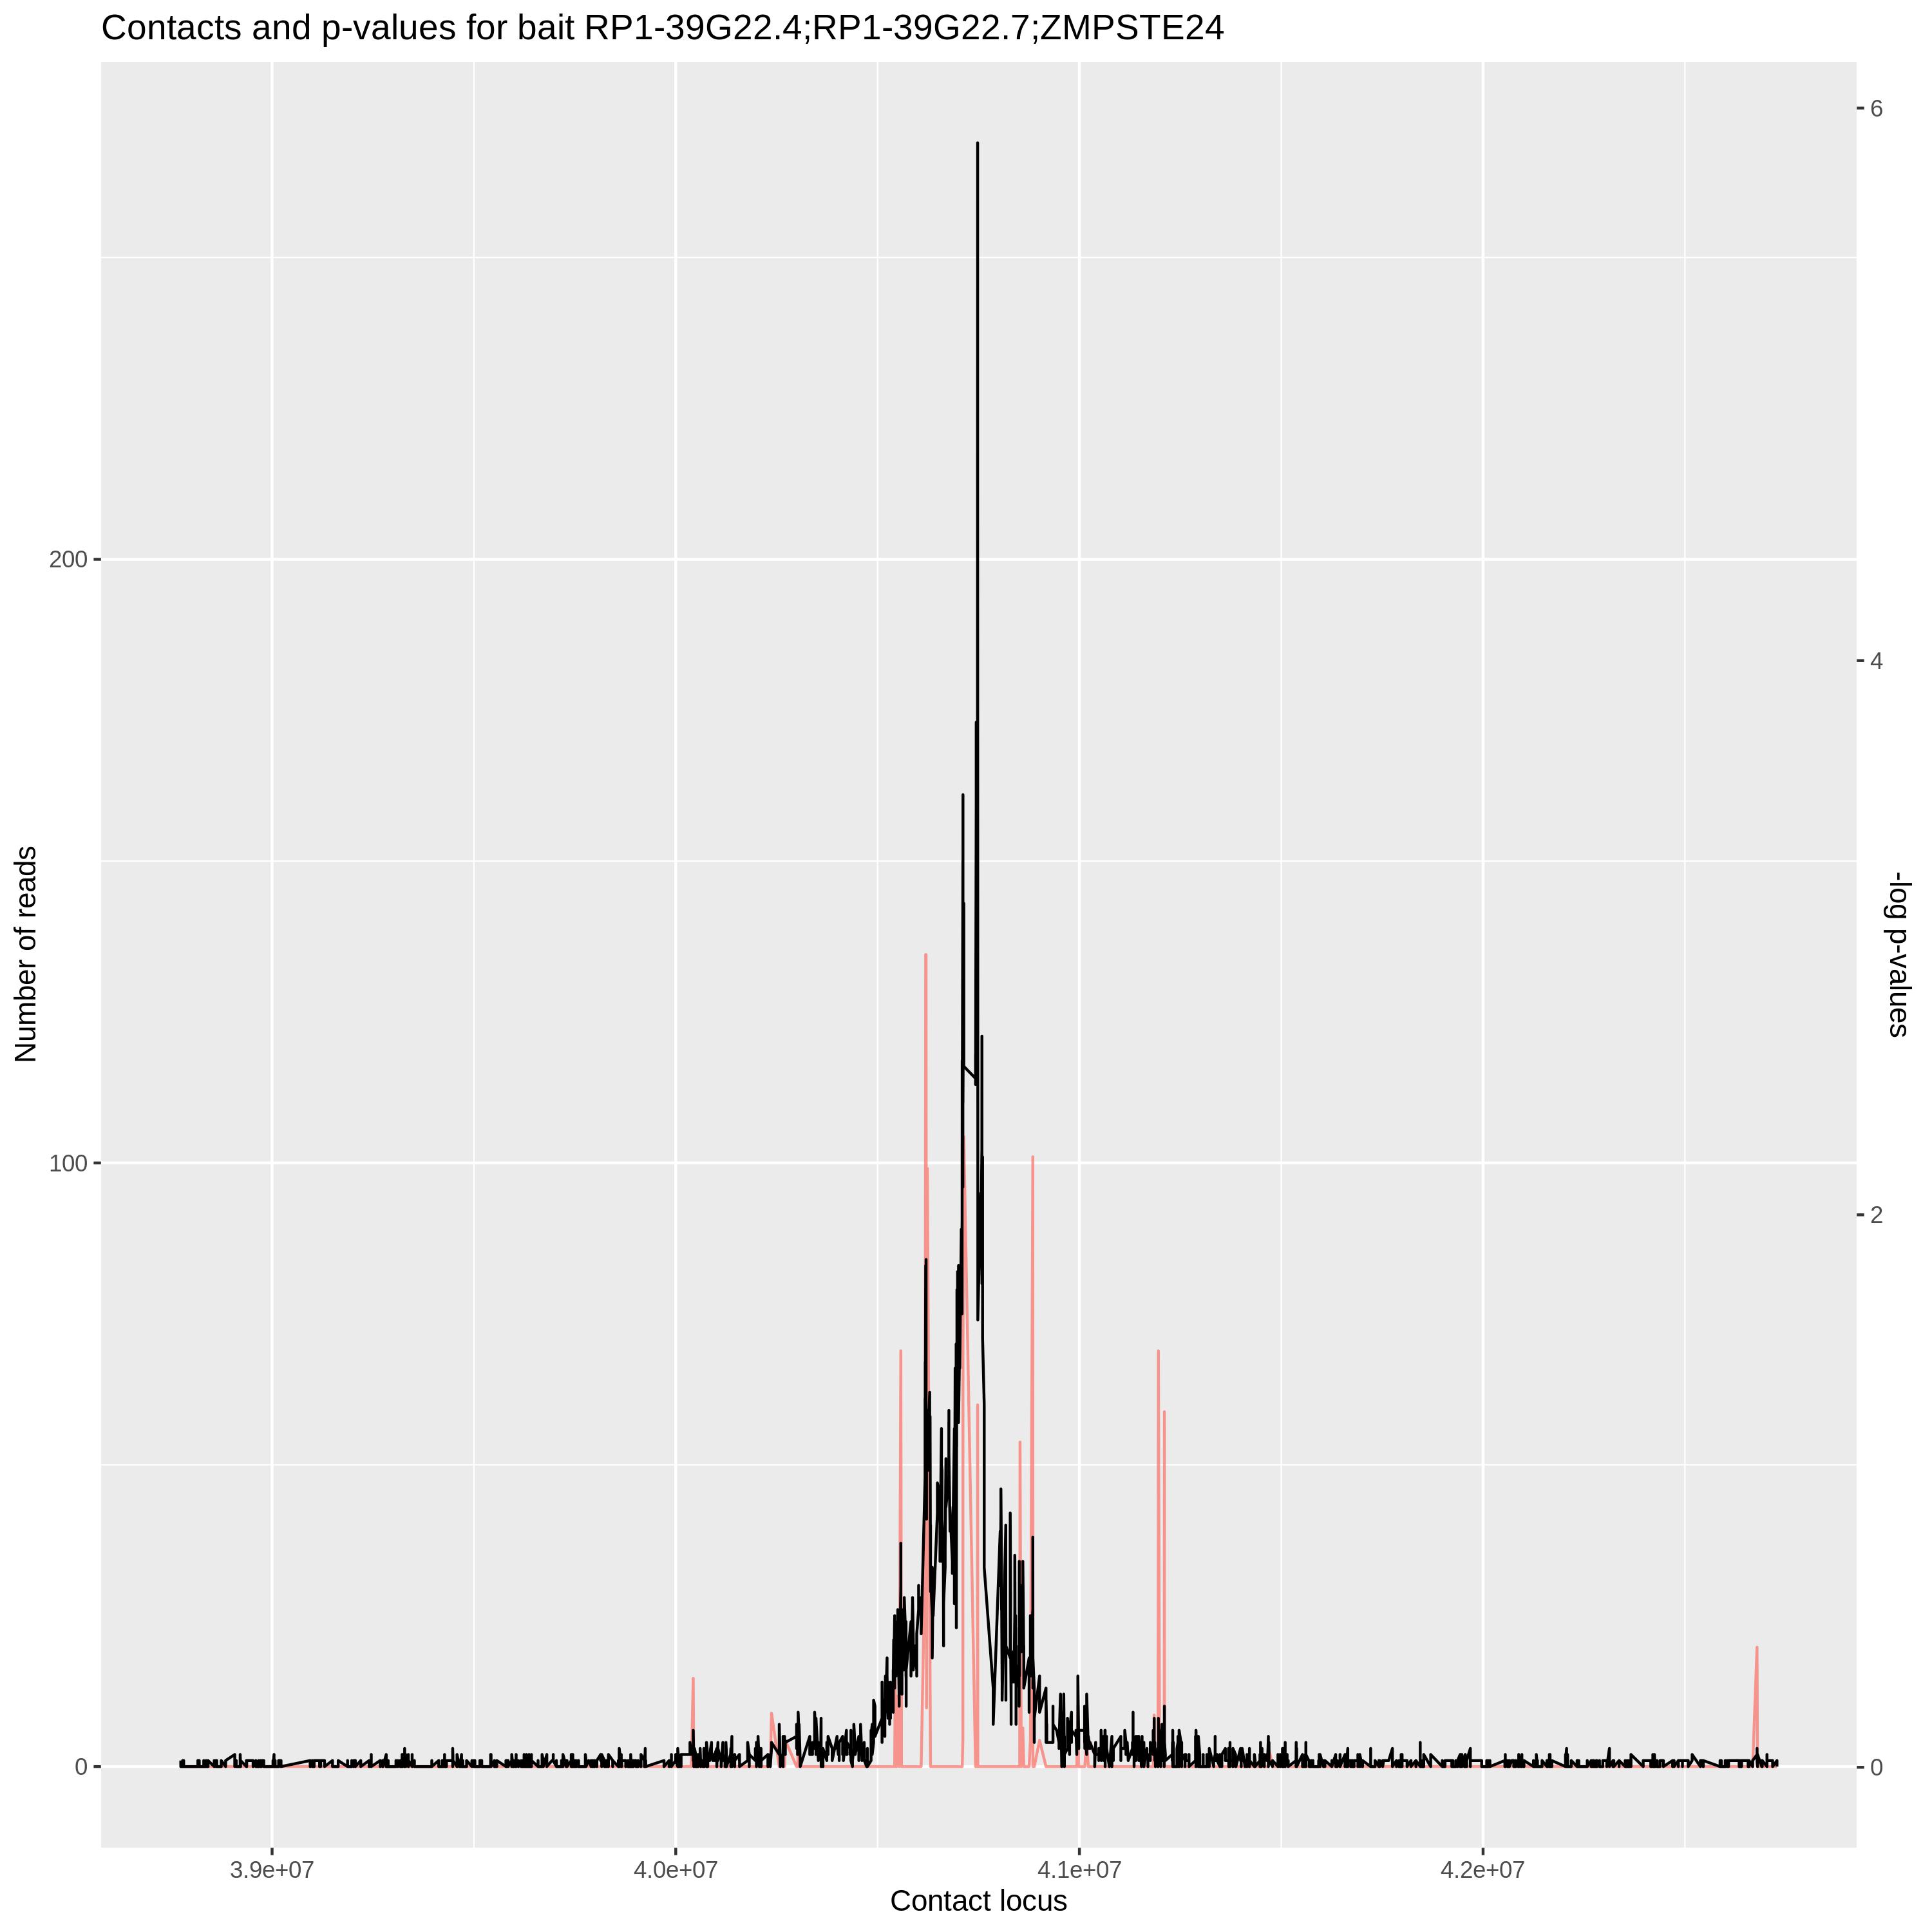 Contacts and p-values for bait RP1-39G22.4;RP1-39G22.7;ZMPSTE24
6
200
4
Number of reads
-log p-values
100
2
0
0
3.9e+07
4.0e+07
4.1e+07
4.2e+07
Contact locus